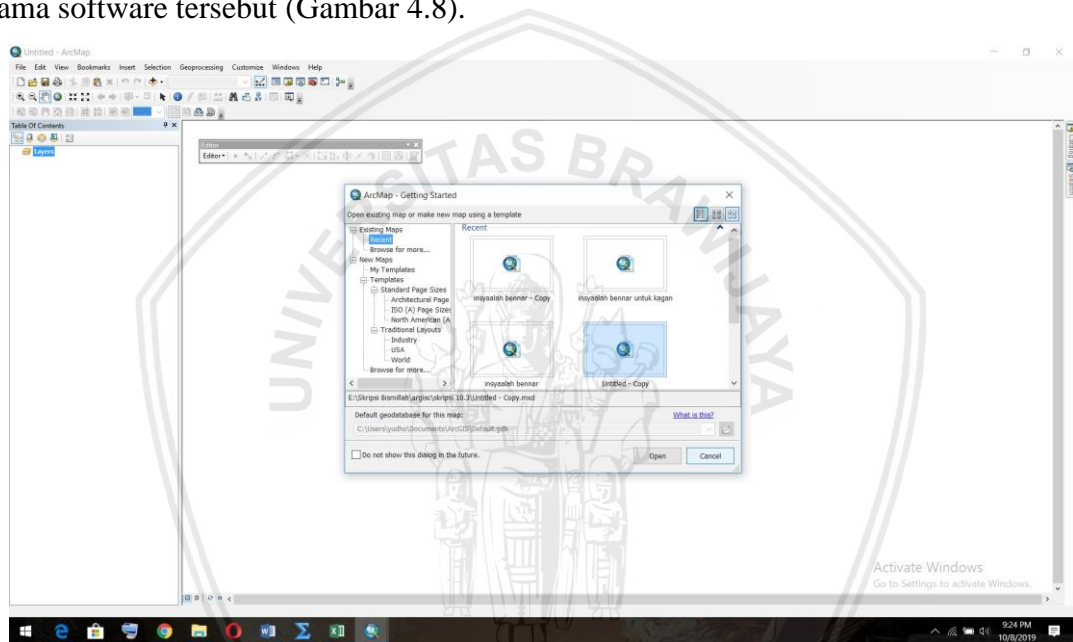 ama software tersebut (Gambar 4.8).
Untitled - ArcMap
File Edit View Bookmarks Insert Selection Geoprocessing Customize Windows Help
Table Of Contents
Layers
Editor
Editor
UNIVERSITAS BRAWIJAYA
ArcMap - Getting Started
Open existing map or make new map using a template
Existing Maps
Recent
Browse for more...
New Maps
My Templates
Templates
Standard Page Sizes
Architectural Page
ISO (A) Page Sizes
North American (A
Traditional Layouts
Industry
USA
World
Browse for more...
Recent
insyaalah bennar - Copy
insyaalah bennar untuk kagan
insyaalah bennar
Untitled - Copy
E:\Skripsi Bismillah\argisc\skripsi 10.3\Untitled - Copy.mxd
Default geodatabase for this map:
What is this?
C:\Users\yudha\Documents\ArcGIS\Default.gdb
Do not show this dialog in the future.
Open
Cancel
Activate Windows
Go to Settings to activate Windows.
9:24 PM
10/8/2019